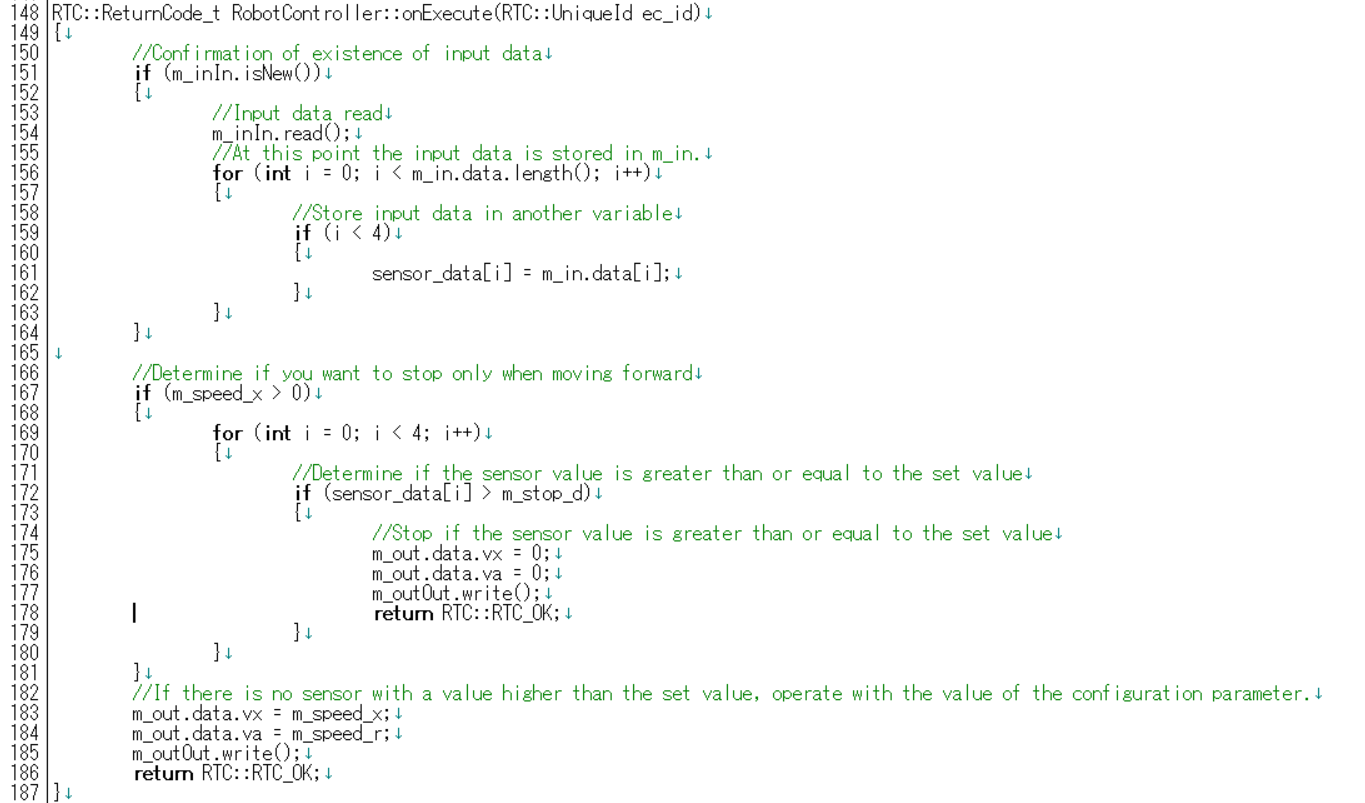 148 RTC::ReturnCode_t RobotController::onExecute(RTC::UniqueId ec_id)↓
149 {↓
150 //Confirmation of existence of input data↓
151 if (m_inIn.isNew())↓
152 {↓
153 //Input data read↓
154 m_inIn.read();↓
155 //At this point the input data is stored in m_in.↓
156 for (int i = 0; i < m_in.data.length(); i++)↓
157 {↓
158 //Store input data in another variable↓
159 if (i < 4)↓
160 {↓
161 sensor_data[i] = m_in.data[i];↓
162 }↓
163 }↓
164 }↓
165 ↓
166 //Determine if you want to stop only when moving forward↓
167 if (m_speed_x > 0)↓
168 {↓
169 for (int i = 0; i < 4; i++)↓
170 {↓
171 //Determine if the sensor value is greater than or equal to the set value↓
172 if (sensor_data[i] > m_stop_d)↓
173 {↓
174 //Stop if the sensor value is greater than or equal to the set value↓
175 m_out.data.vx = 0;↓
176 m_out.data.va = 0;↓
177 m_outOut.write();↓
178 return RTC::RTC_OK;↓
179 }↓
180 }↓
181 }↓
182 //If there is no sensor with a value higher than the set value, operate with the value of the configuration parameter.↓
183 m_out.data.vx = m_speed_x;↓
184 m_out.data.va = m_speed_r;↓
185 m_outOut.write();↓
186 return RTC::RTC_OK;↓
187 }↓